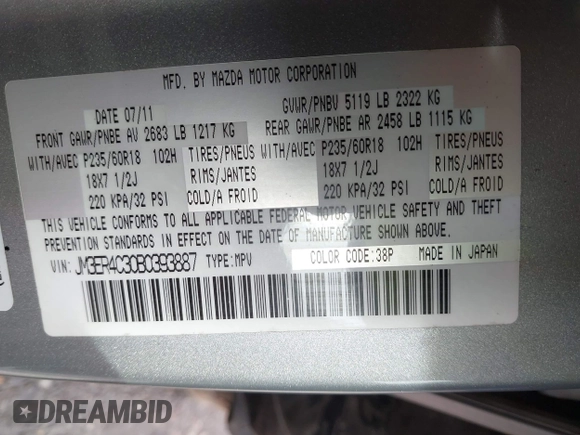 MFD. BY MAZDA MOTOR CORPORATION
DATE 07/11
GVWR/PNBV 5119 LB 2322 KG
FRONT GAWR/PNBE AV 2683 LB 1217 KG
REAR GAWR/PNBE AR 2458 LB 1115 KG
WITH/AVEC P235/60R18 102H TIRES/PNEUS WITH/AVEC P235/60R18 102H TIRES/PNEUS
18X7 1/2J RIMS/JANTES 18X7 1/2J RIMS/JANTES
220 KPA/32 PSI COLD/A FROID 220 KPA/32 PSI COLD/A FROID
THIS VEHICLE CONFORMS TO ALL APPLICABLE FEDERAL MOTOR VEHICLE SAFETY AND THEFT
PREVENTION STANDARDS IN EFFECT ON THE DATE OF MANUFACTURE SHOWN ABOVE.
VIN: JM3ER4C30B0393887 TYPE:MPV COLOR CODE:38P MADE IN JAPAN
DREAMBID